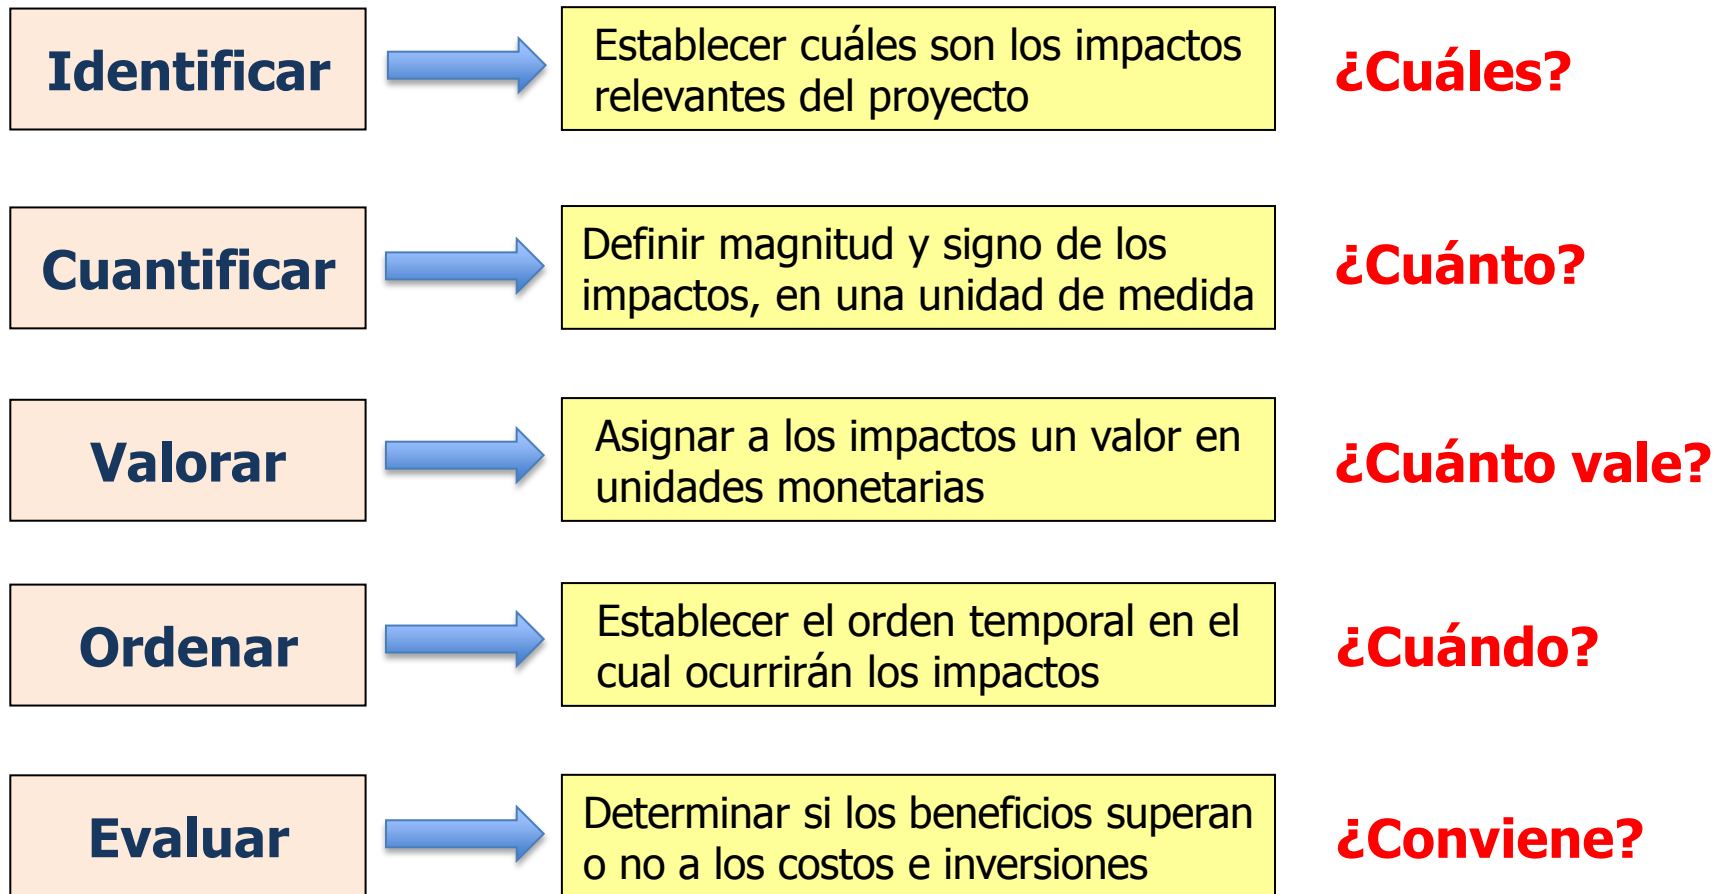 Identificar
Establecer cuáles son los impactos
relevantes del proyecto
¿Cuáles?
Cuantificar
Definir magnitud y signo de los
impactos, en una unidad de medida
¿Cuánto?
Valorar
Asignar a los impactos un valor en
unidades monetarias
¿Cuánto vale?
Ordenar
Establecer el orden temporal en el
cual ocurrirán los impactos
¿Cuándo?
Evaluar
Determinar si los beneficios superan
o no a los costos e inversiones
¿Conviene?